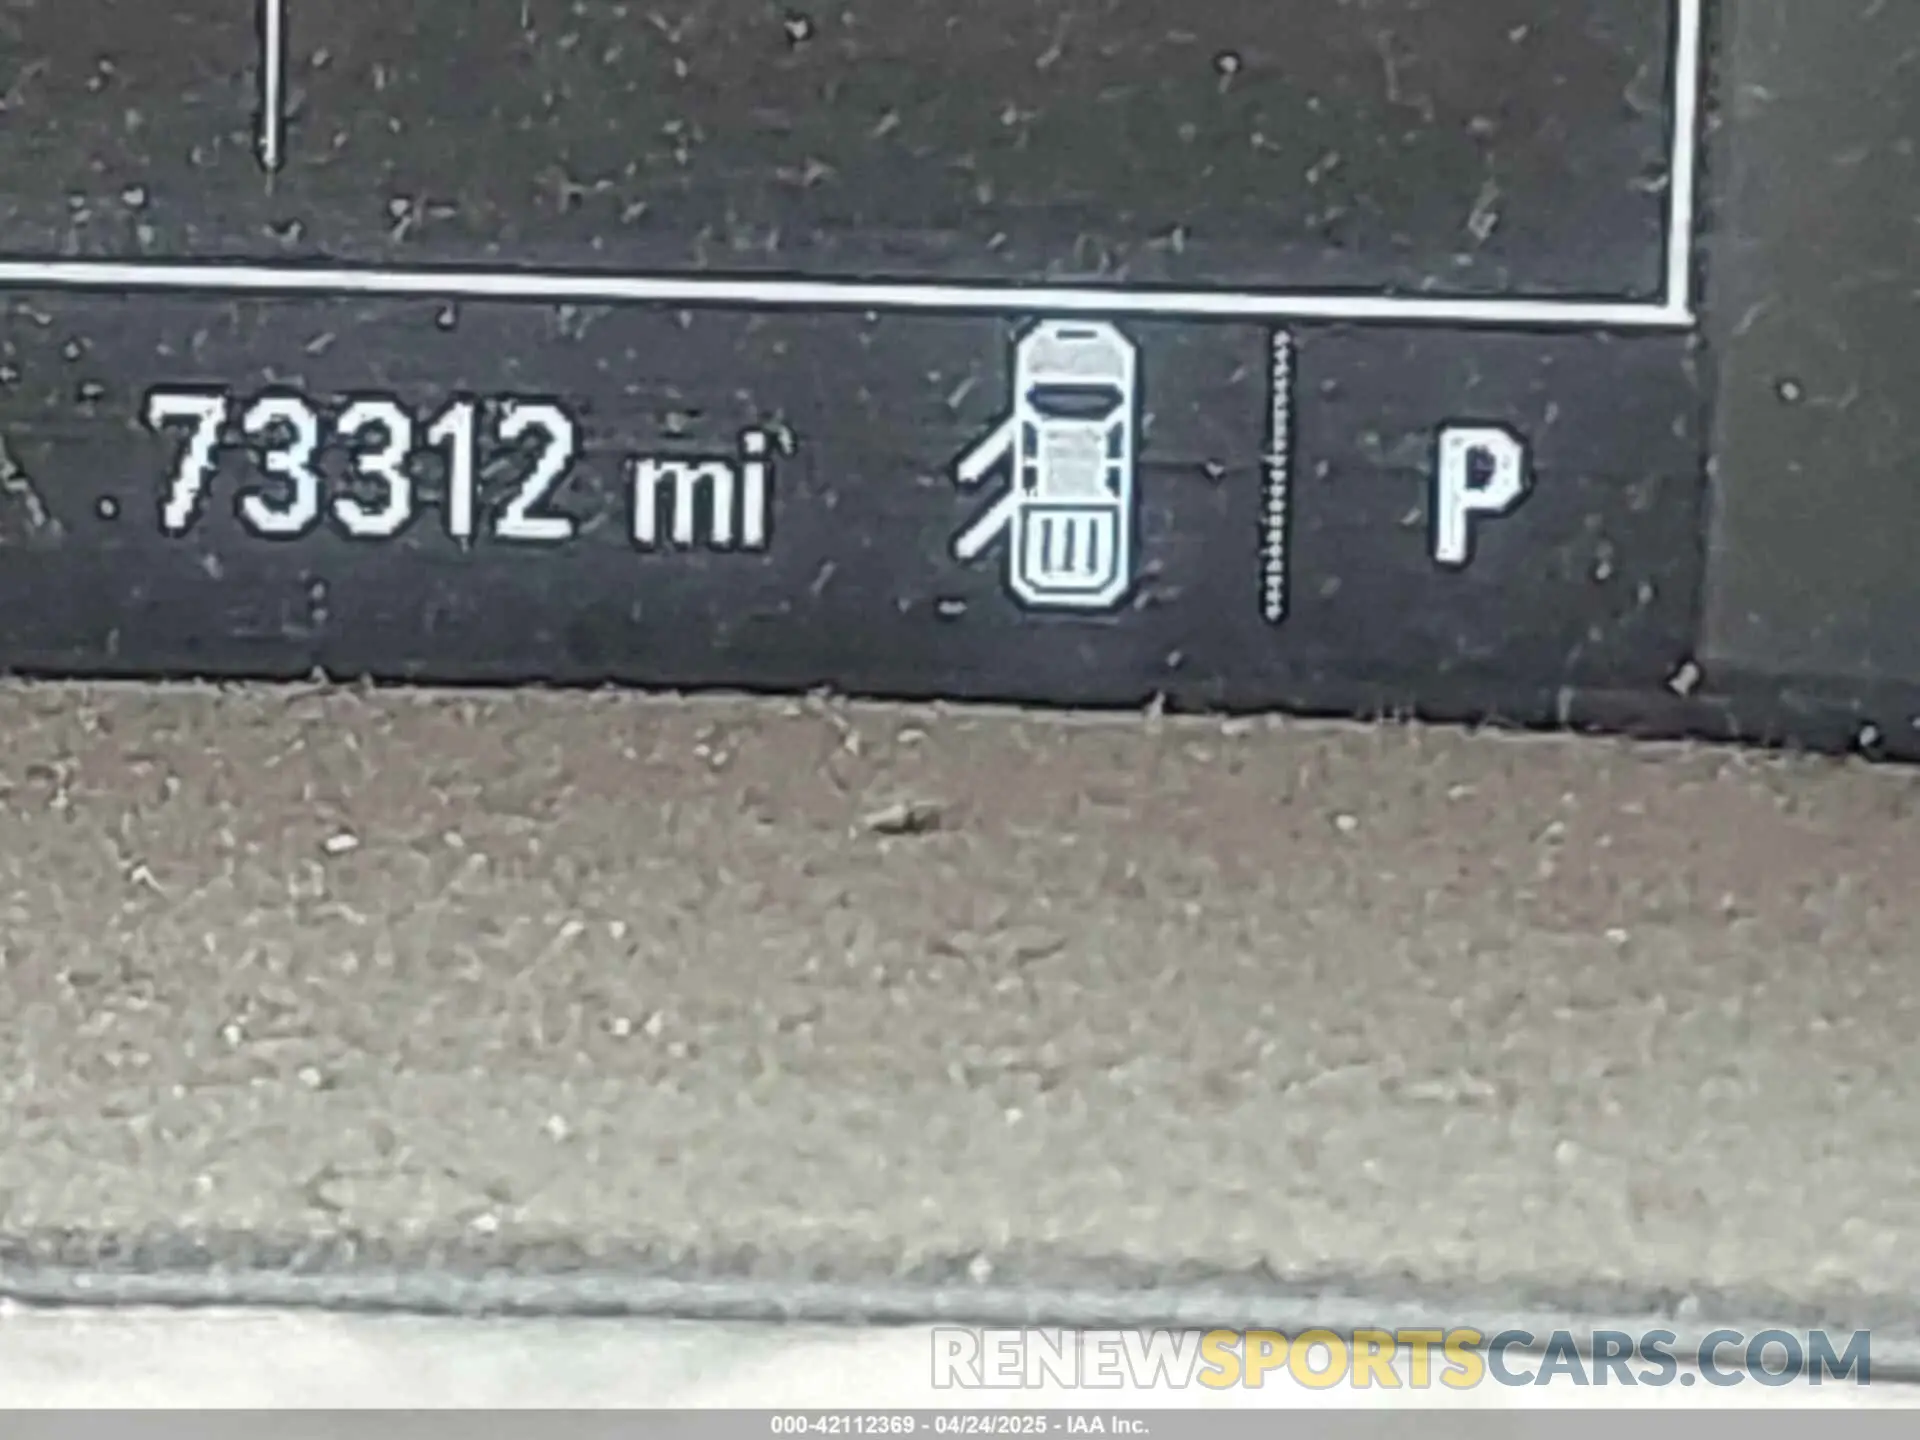 73312 mi P
RENEWSPORTSCARS.COM
000-42112369 - 04/24/2025 - IAA Inc.